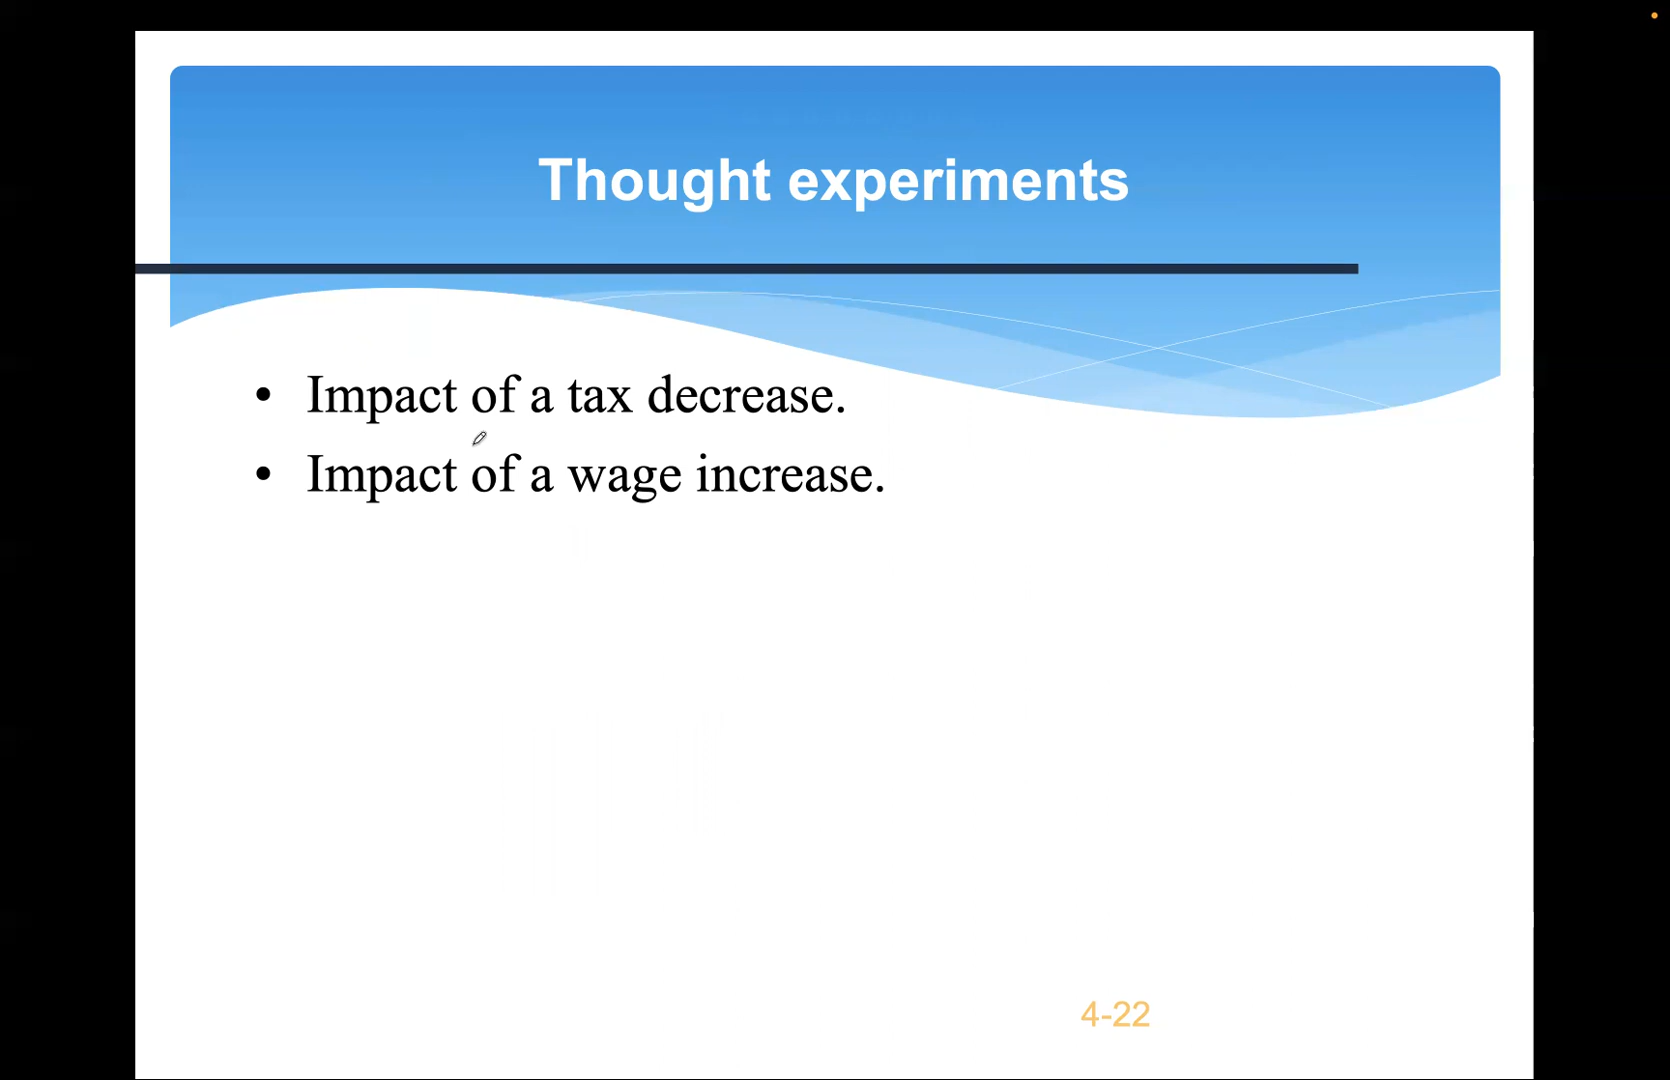 Thought experiments
• Impact of a tax decrease.
• Impact of a wage increase.
4-22